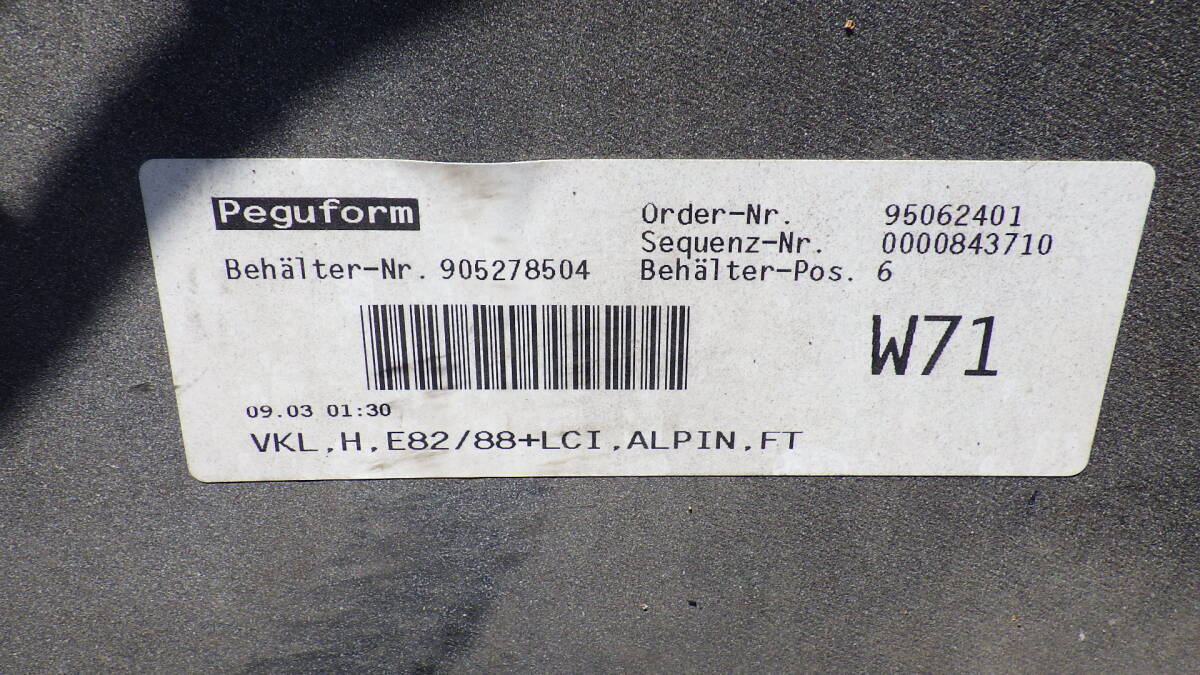 Peguform
Order-Nr. 95062401
Sequenz-Nr. 0000843710
Behälter-Nr. 905278504
Behälter-Pos. 6
W71
09.03 01:30
VKL,H,E82/88+LCI,ALPIN,FT